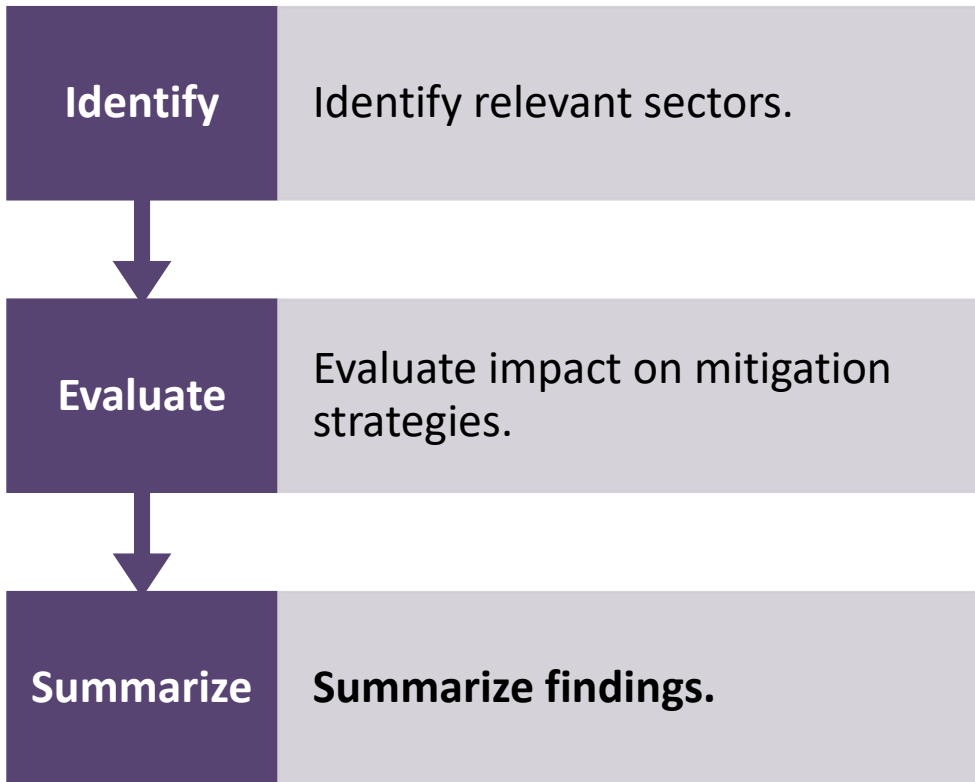 Identify
Identify relevant sectors.
Evaluate
Evaluate impact on mitigation
strategies.
Summarize
Summarize findings.